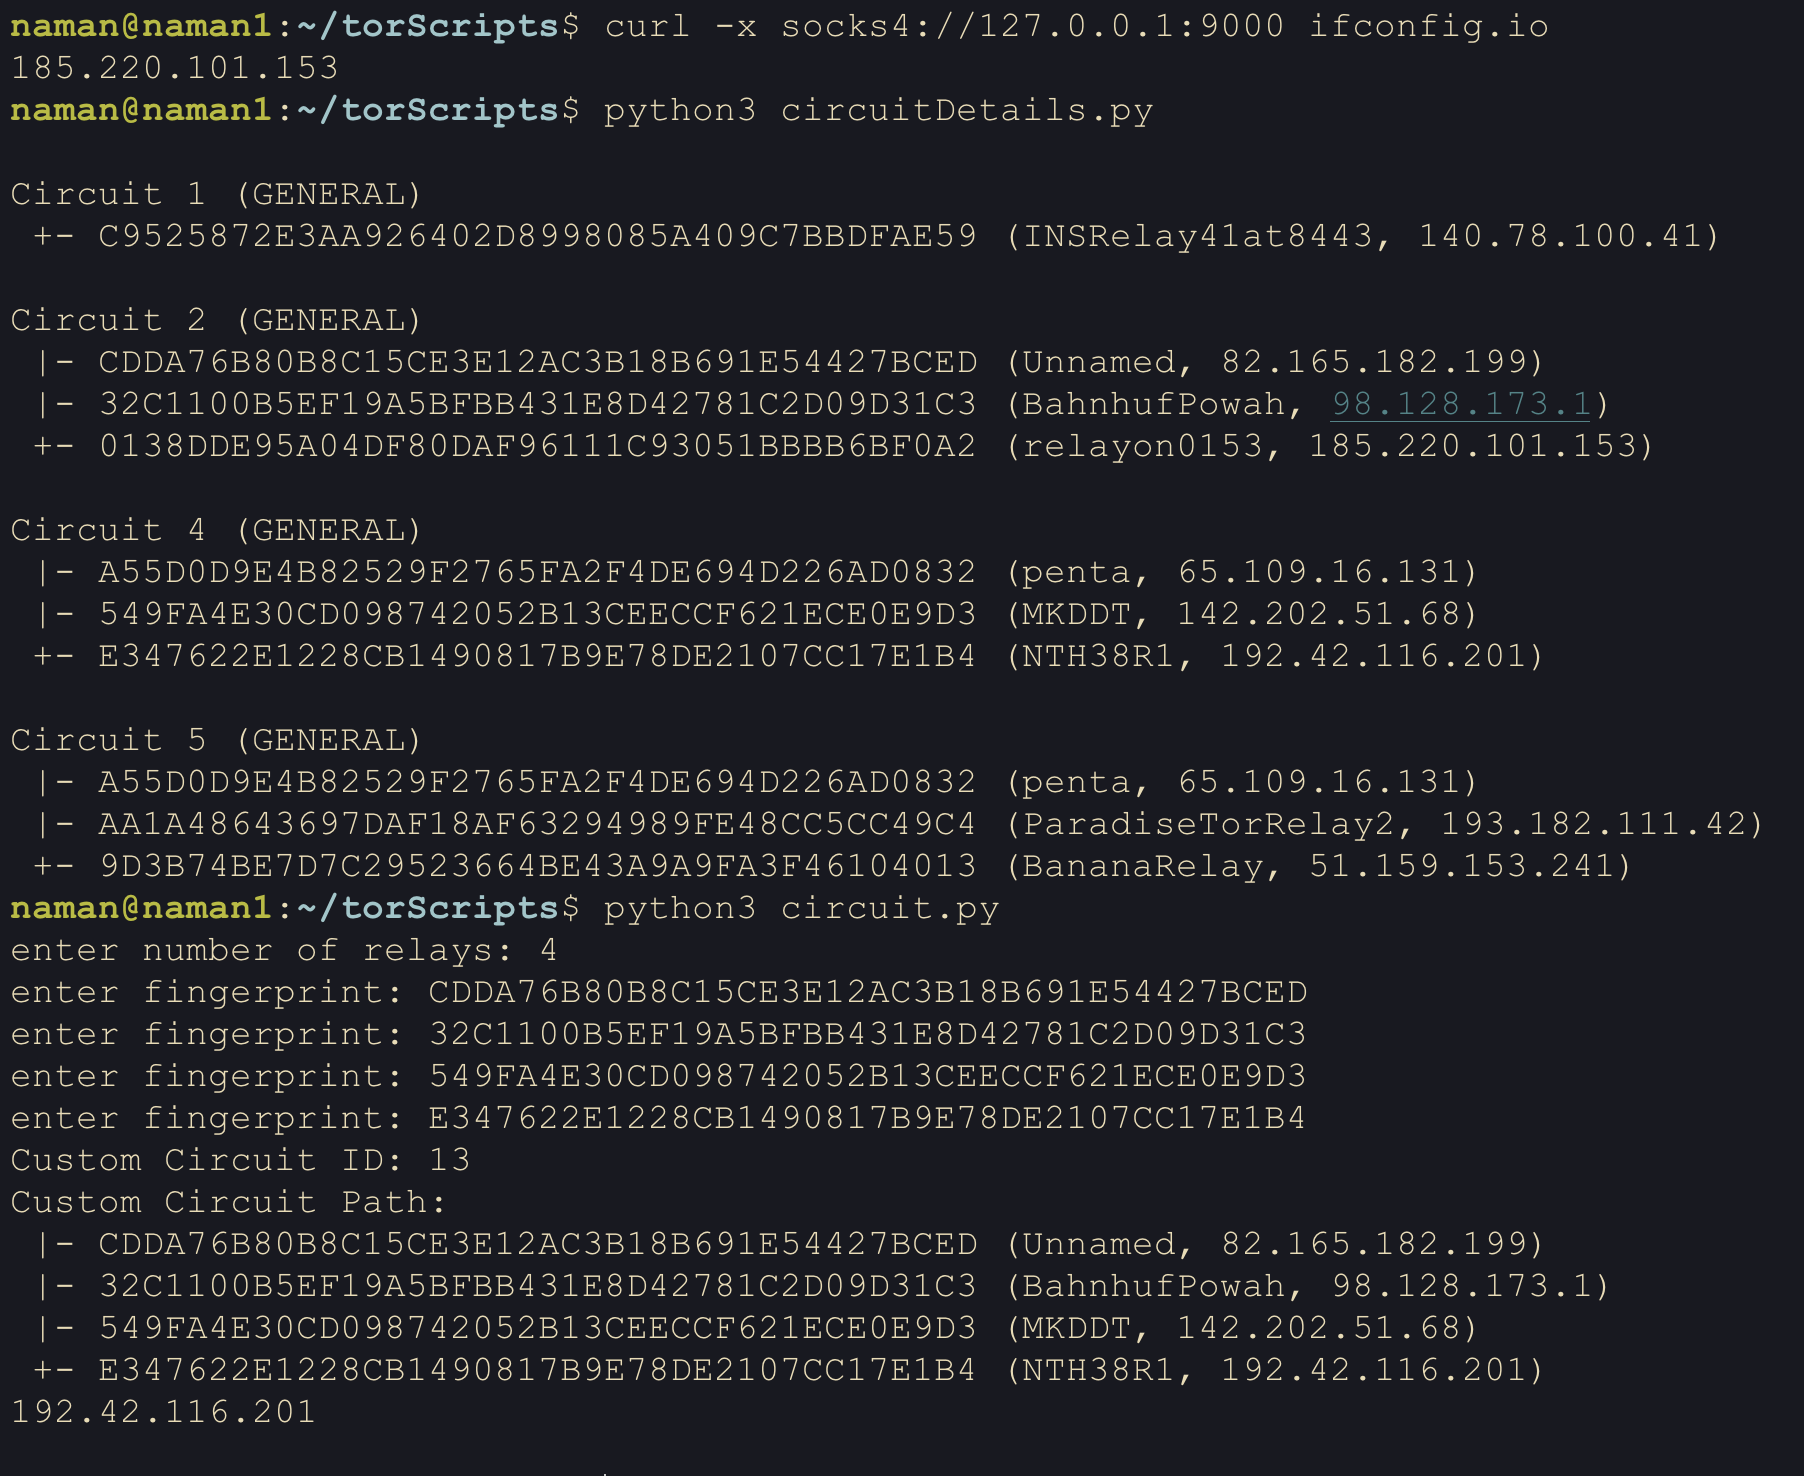 naman@naman1:~/torScripts$ curl -x socks4://127.0.0.1:9000 ifconfig.io
185.220.101.153
naman@naman1:~/torScripts$ python3 circuitDetails.py
Circuit 1 (GENERAL)
+- C9525872E3AA926402D8998085A409C7BBDFAE59 (INSRelay41at8443, 140.78.100.41)
Circuit 2 (GENERAL)
|- CDDA76B80B8C15CE3E12AC3B18B691E54427BCED (Unnamed, 82.165.182.199)
|- 32C1100B5EF19A5BFBB431E8D42781C2D09D31C3 (BahnhufPowah, 98.128.173.1)
+- 0138DDE95A04DF80DAF96111C93051BBBB6BF0A2 (relayon0153, 185.220.101.153)
Circuit 4 (GENERAL)
|- A55D0D9E4B82529F2765FA2F4DE694D226AD0832 (penta, 65.109.16.131)
|- 549FA4E30CD098742052B13CEECCF621ECE0E9D3 (MKDDT, 142.202.51.68)
+- E347622E1228CB1490817B9E78DE2107CC17E1B4 (NTH38R1, 192.42.116.201)
Circuit 5 (GENERAL)
|- A55D0D9E4B82529F2765FA2F4DE694D226AD0832 (penta, 65.109.16.131)
|- AA1A48643697DAF18AF63294989FE48CC5CC49C4 (ParadiseTorRelay2, 193.182.111.42)
+- 9D3B74BE7D7C29523664BE43A9A9FA3F46104013 (BananaRelay, 51.159.153.241)
naman@naman1:~/torScripts$ python3 circuit.py
enter number of relays: 4
enter fingerprint: CDDA76B80B8C15CE3E12AC3B18B691E54427BCED
enter fingerprint: 32C1100B5EF19A5BFBB431E8D42781C2D09D31C3
enter fingerprint: 549FA4E30CD098742052B13CEECCF621ECE0E9D3
enter fingerprint: E347622E1228CB1490817B9E78DE2107CC17E1B4
Custom Circuit ID: 13
Custom Circuit Path:
|- CDDA76B80B8C15CE3E12AC3B18B691E54427BCED (Unnamed, 82.165.182.199)
|- 32C1100B5EF19A5BFBB431E8D42781C2D09D31C3 (BahnhufPowah, 98.128.173.1)
|- 549FA4E30CD098742052B13CEECCF621ECE0E9D3 (MKDDT, 142.202.51.68)
+- E347622E1228CB1490817B9E78DE2107CC17E1B4 (NTH38R1, 192.42.116.201)
192.42.116.201